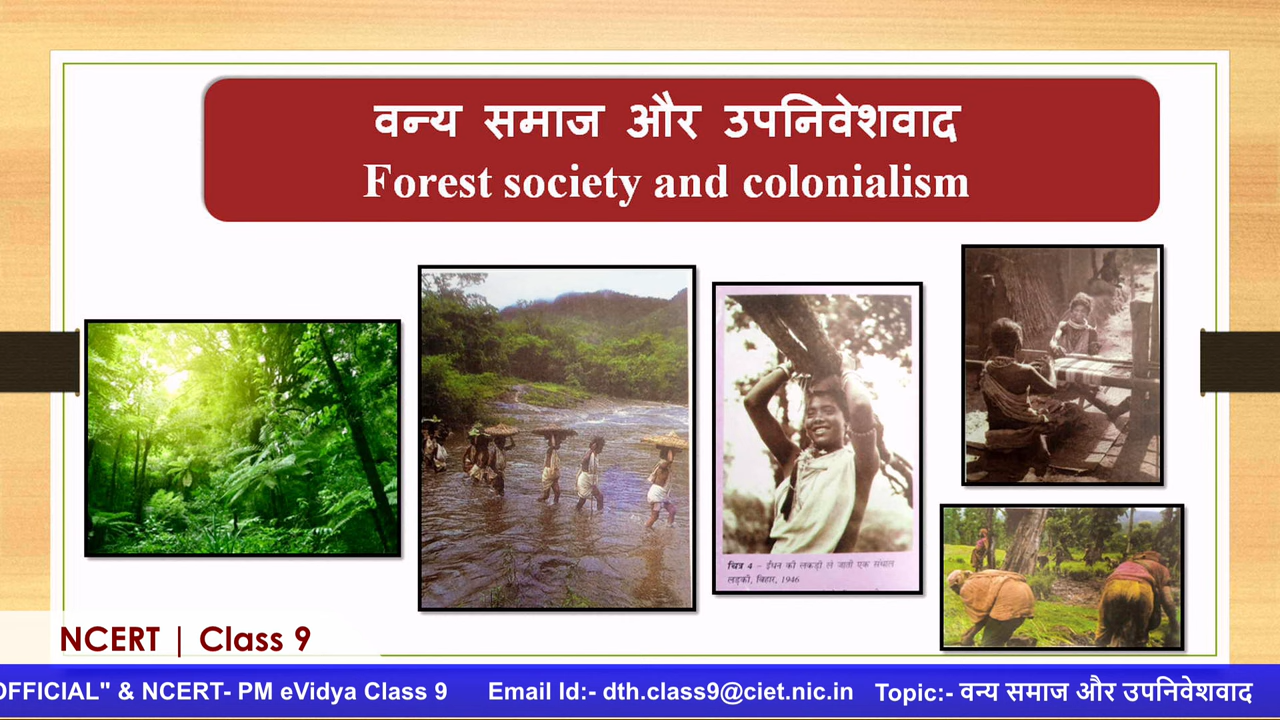 वन्य समाज और उपनिवेशवाद
Forest society and colonialism
चित्र 4 – ईंधन की लकड़ी ले जाती एक संथाल
लड़की, बिहार, 1946
NCERT | Class 9
OFFICIAL" & NCERT- PM eVidya Class 9 Email Id:- dth.class9@ciet.nic.in Topic:- वन्य समाज और उपनिवेशवाद